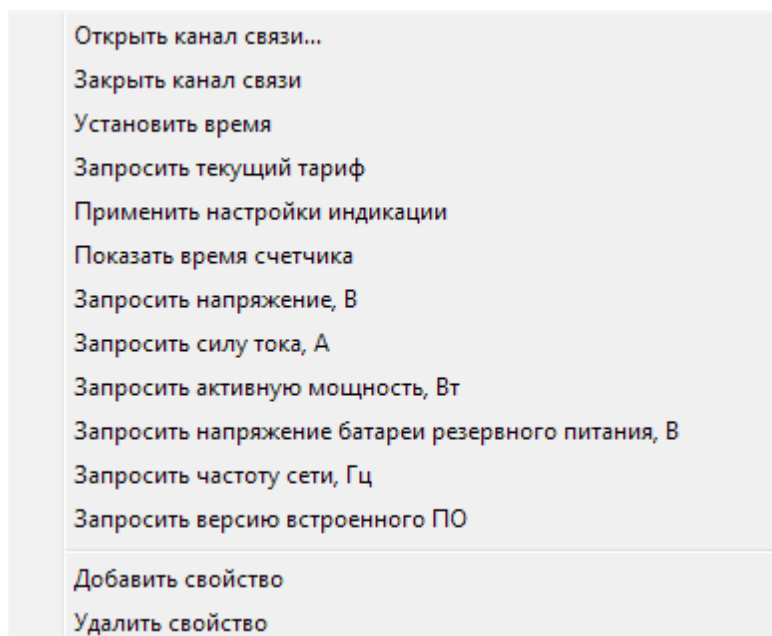 Открыть канал связи...
Закрыть канал связи
Установить время
Запросить текущий тариф
Применить настройки индикации
Показать время счетчика
Запросить напряжение, В
Запросить силу тока, А
Запросить активную мощность, Вт
Запросить напряжение батареи резервного питания, В
Запросить частоту сети, Гц
Запросить версию встроенного ПО
Добавить свойство
Удалить свойство